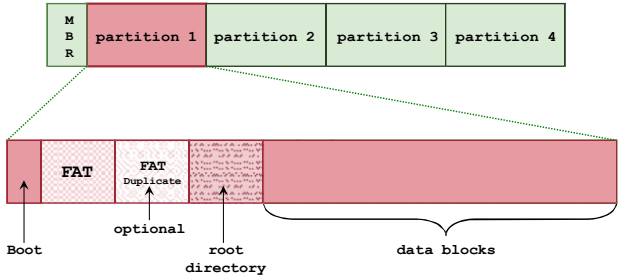 M
B
R
partition 1 partition 2 partition 3 partition 4
FAT
FAT
Duplicate
optional
Boot
root
directory
data blocks